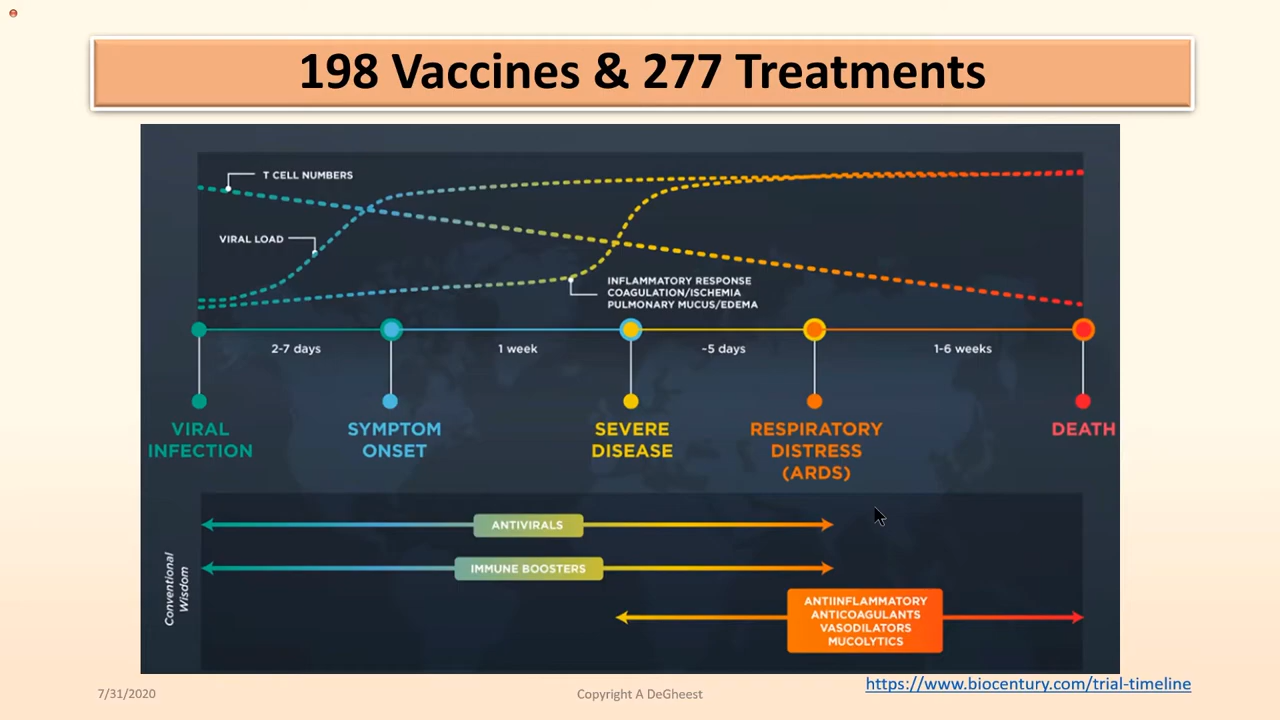 198 Vaccines & 277 Treatments
T CELL NUMBERS
VIRAL LOAD
INFLAMMATORY RESPONSE
COAGULATION/ISCHEMIA
PULMONARY MUCUS/EDEMA
2-7 days
1 week
~5 days
1-6 weeks
VIRAL
INFECTION
SYMPTOM
ONSET
SEVERE
DISEASE
RESPIRATORY
DISTRESS
(ARDS)
DEATH
Conventional
Wisdom
ANTIVIRALS
IMMUNE BOOSTERS
ANTIINFLAMMATORY
ANTICOAGULANTS
VASODILATORS
MUCOLYTICS
7/31/2020
Copyright A DeGheest
https://www.biocentury.com/trial-timeline